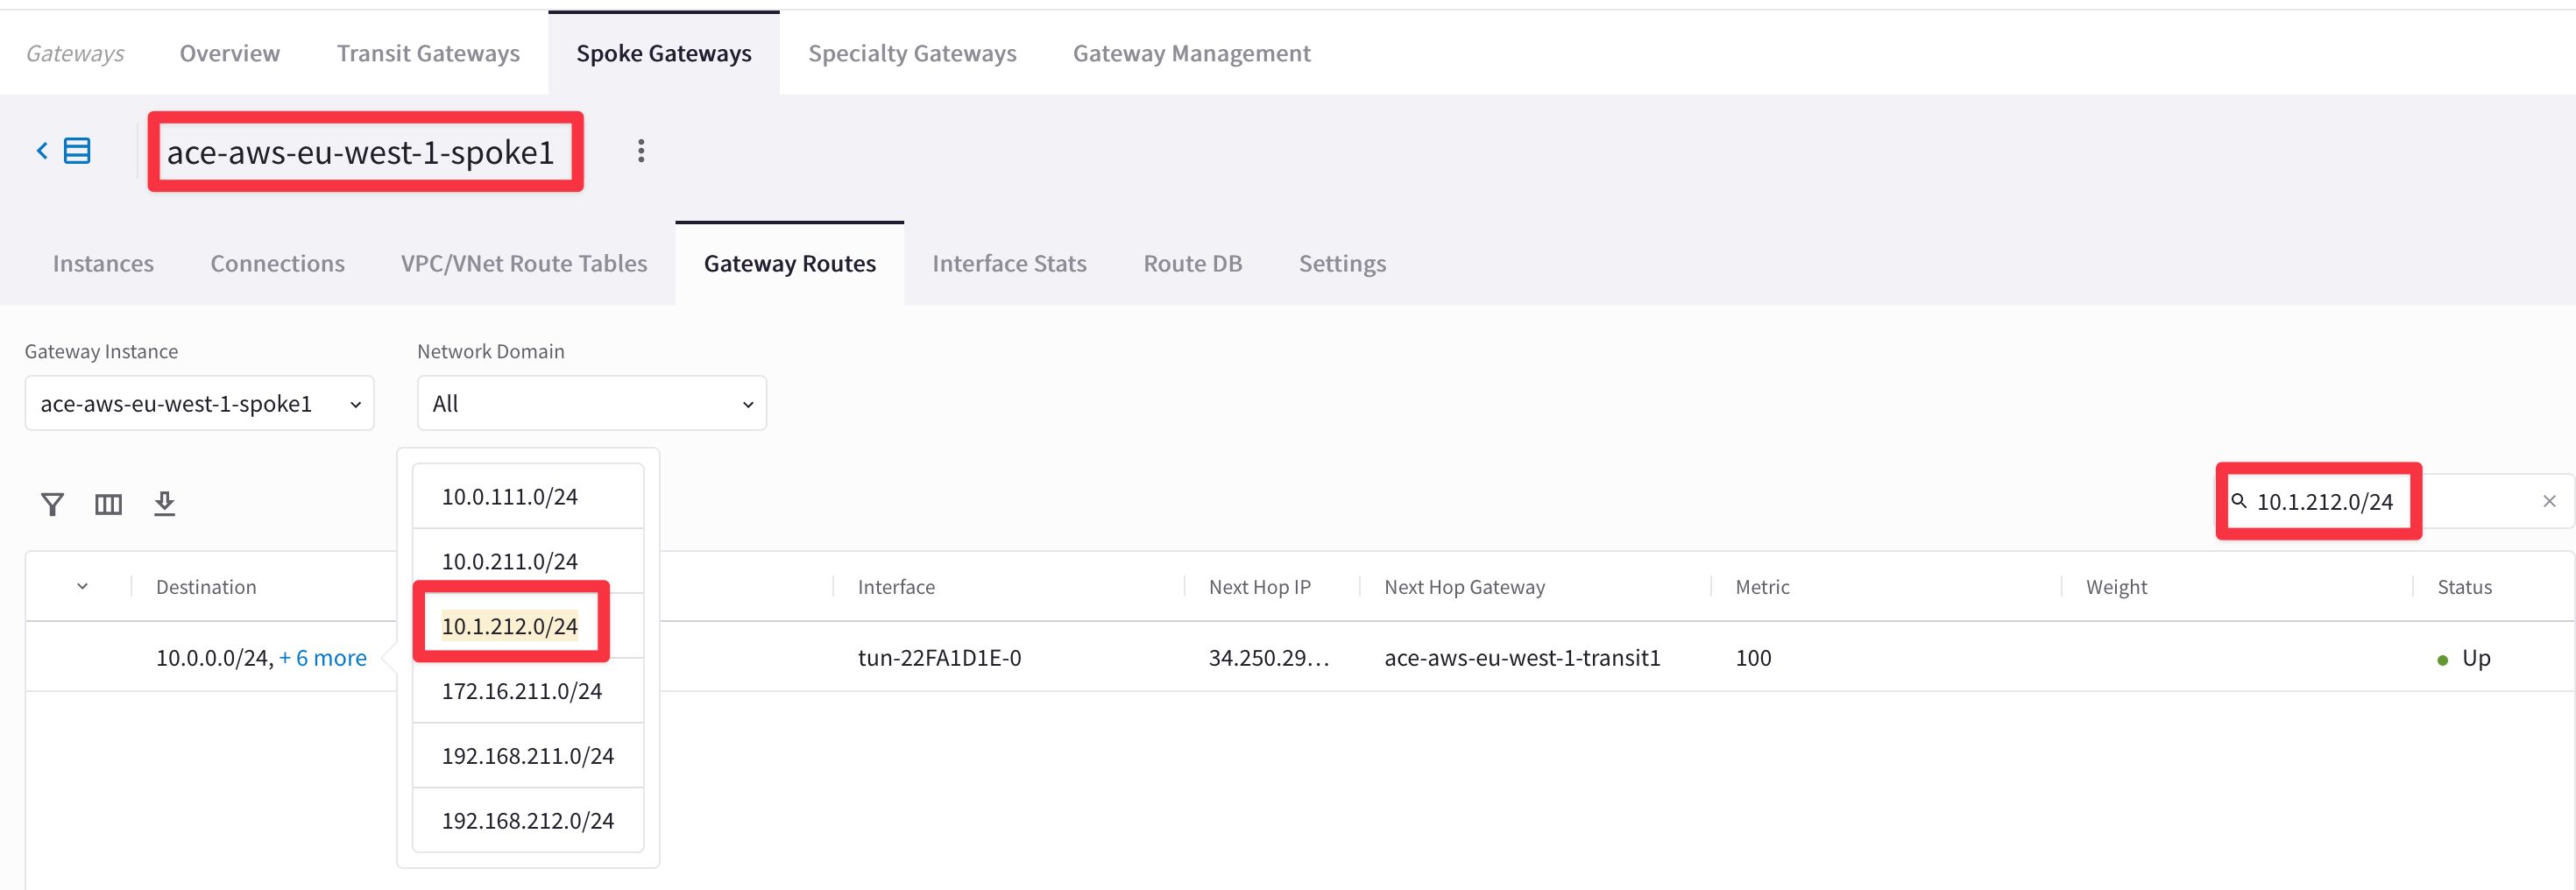 Gateways Overview Transit Gateways Spoke Gateways Specialty Gateways Gateway Management
ace-aws-eu-west-1-spoke1
Instances Connections VPC/VNet Route Tables Gateway Routes Interface Stats Route DB Settings
Gateway Instance Network Domain
ace-aws-eu-west-1-spoke1 All
10.1.212.0/24
Destination Interface Next Hop IP Next Hop Gateway Metric Weight Status
10.0.0.0/24, + 6 more tun-22FA1D1E-0 34.250.29... ace-aws-eu-west-1-transit1 100 Up
10.0.111.0/24
10.0.211.0/24
10.1.212.0/24
172.16.211.0/24
192.168.211.0/24
192.168.212.0/24